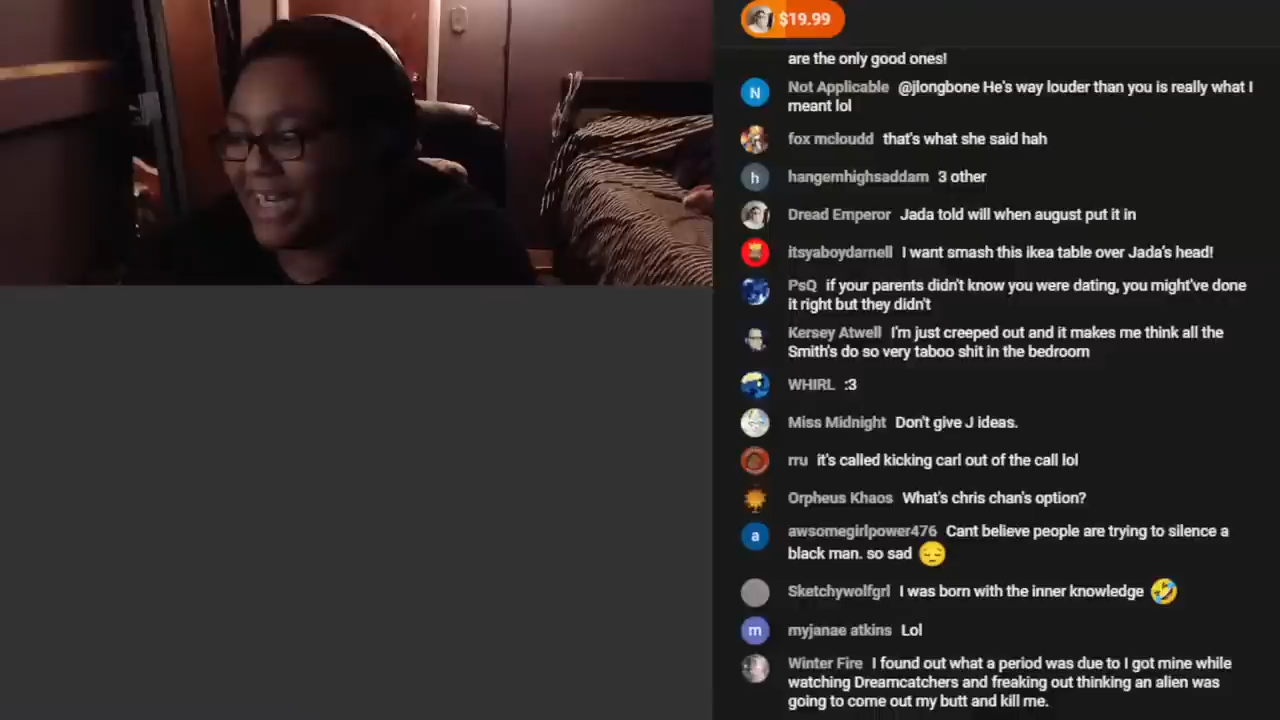 $19.99
are the only good ones!
N Not Applicable @jlongbone He's way louder than you is really what I
meant lol
fox mcloudd that's what she said hah
h hangemhighsaddam 3 other
Dread Emperor Jada told will when august put it in
itsyaboydarnell I want smash this ikea table over Jada's head!
PsQ if your parents didn't know you were dating, you might've done
it right but they didn't
Kersey Atwell I'm just creeped out and it makes me think all the
Smith's do so very taboo shit in the bedroom
WHIRL :3
Miss Midnight Don't give J ideas.
rru it's called kicking carl out of the call lol
Orpheus Khaos What's chris chan's option?
a awsomegirlpower476 Cant believe people are trying to silence a
black man. so sad 😔
Sketchywolfgrl I was born with the inner knowledge 🤣
m myjanae atkins Lol
Winter Fire I found out what a period was due to I got mine while
watching Dreamcatchers and freaking out thinking an alien was
going to come out my butt and kill me.